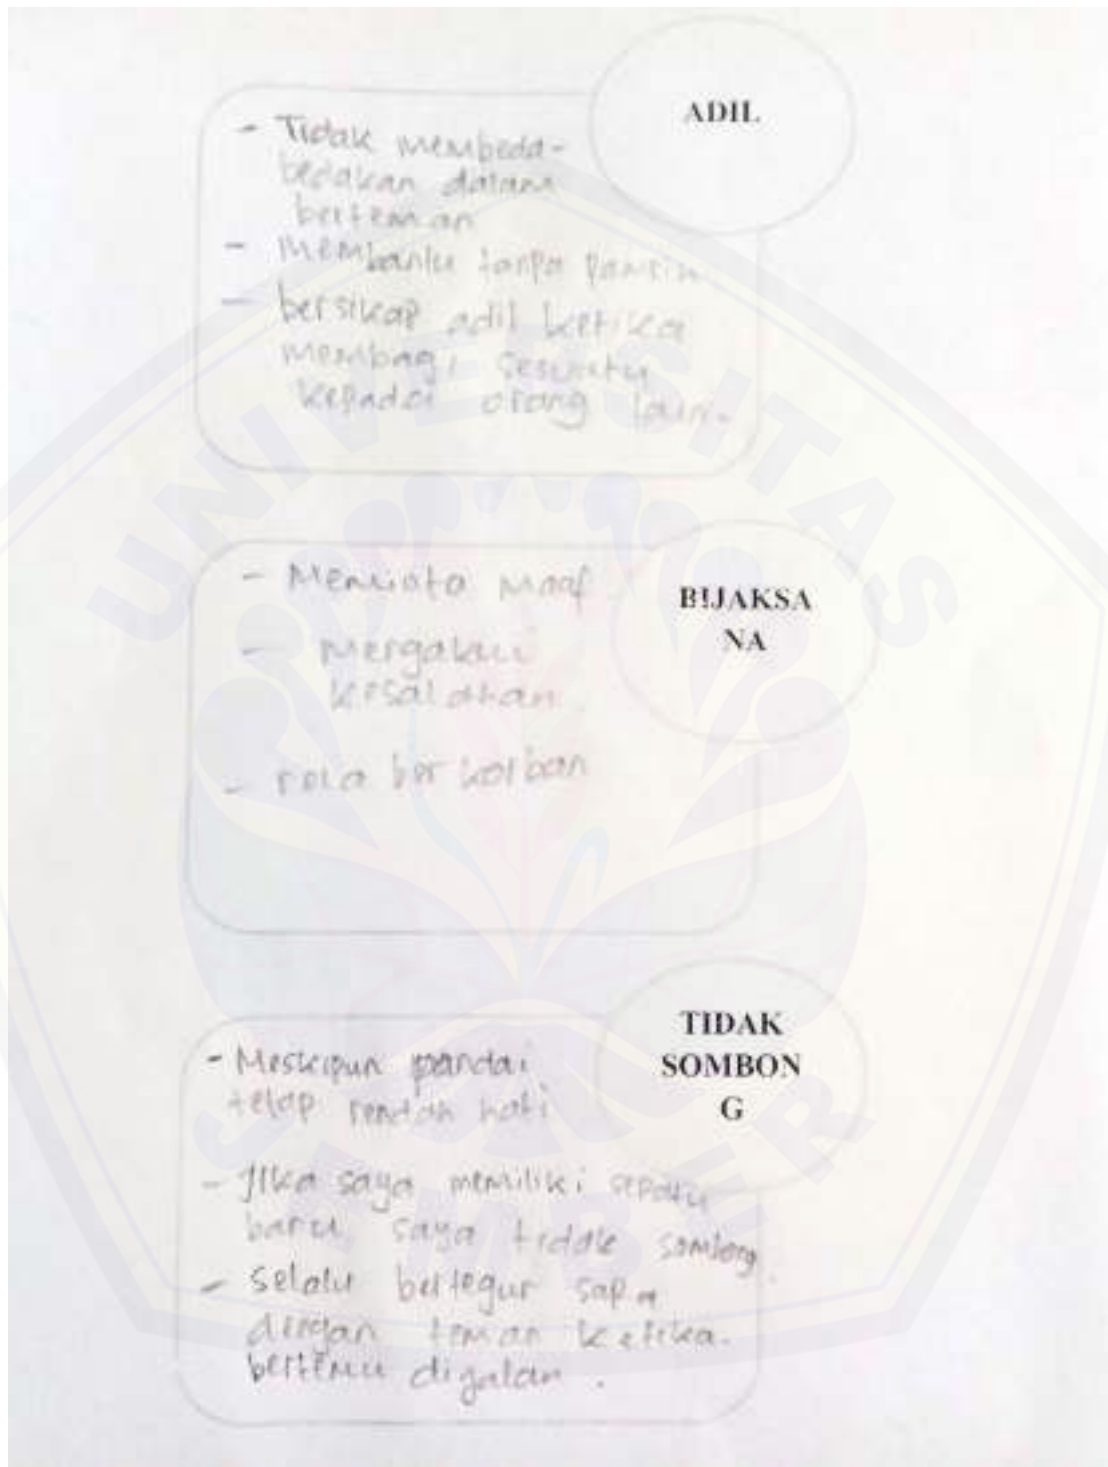 ADIL
- Tidak membeda-
bedakan dalam
berteman
- Membantu tanpa pamrih
- bersikap adil ketika
membagi sesuatu
kepada orang lain.
BIJAKSA
NA
- Meminta Maaf
- Mengakui
kesalahan
- rela berkorban
TIDAK
SOMBON
G
- Meskipun pandai
tetap rendah hati
- Jika saya memiliki sepatu
baru, saya tidak sombong.
- Selalu bertegur sapa
dengan teman ketika
bertemu dijalan.
UNIVERSITAS
JEMBER